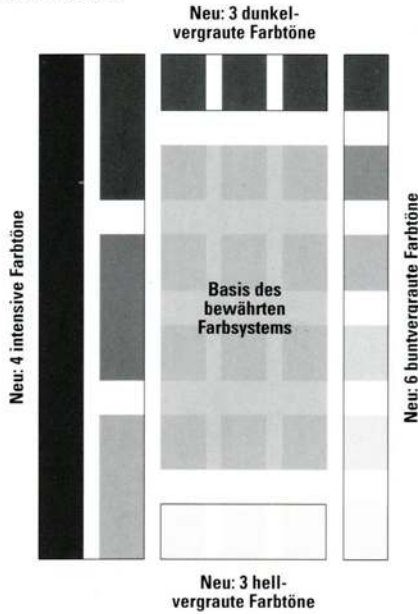 Neu: 3 dunkel-
vergraute Farbtöne
Neu: 4 intensive Farbtöne
Basis des
bewährten
Farbsystems
Neu: 6 buntvergraute Farbtöne
Neu: 3 hell-
vergraute Farbtöne